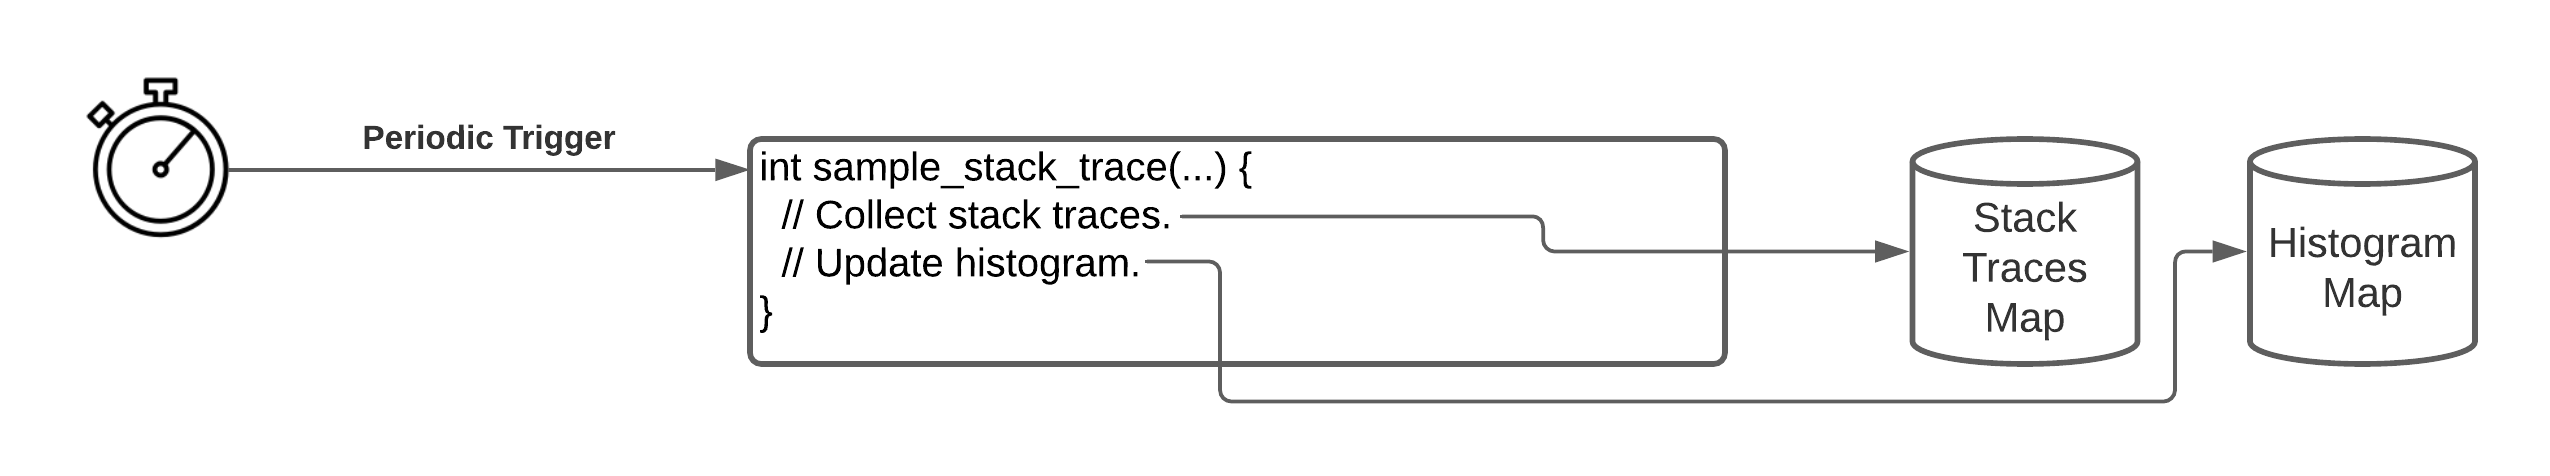 Periodic Trigger
int sample_stack_trace(...) {
// Collect stack traces.
// Update histogram.
}
Stack
Traces
Map
Histogram
Map